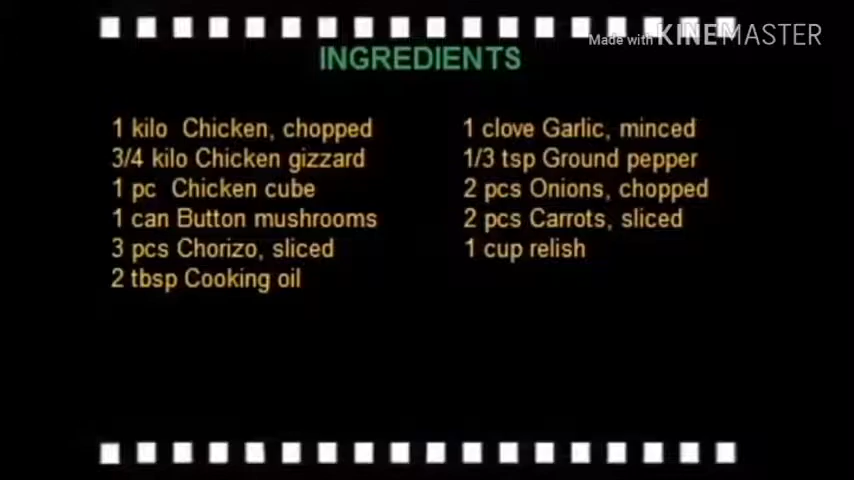 Made with KINEMASTER
INGREDIENTS
1 kilo Chicken, chopped
3/4 kilo Chicken gizzard
1 pc Chicken cube
1 can Button mushrooms
3 pcs Chorizo, sliced
2 tbsp Cooking oil
1 clove Garlic, minced
1/3 tsp Ground pepper
2 pcs Onions, chopped
2 pcs Carrots, sliced
1 cup relish